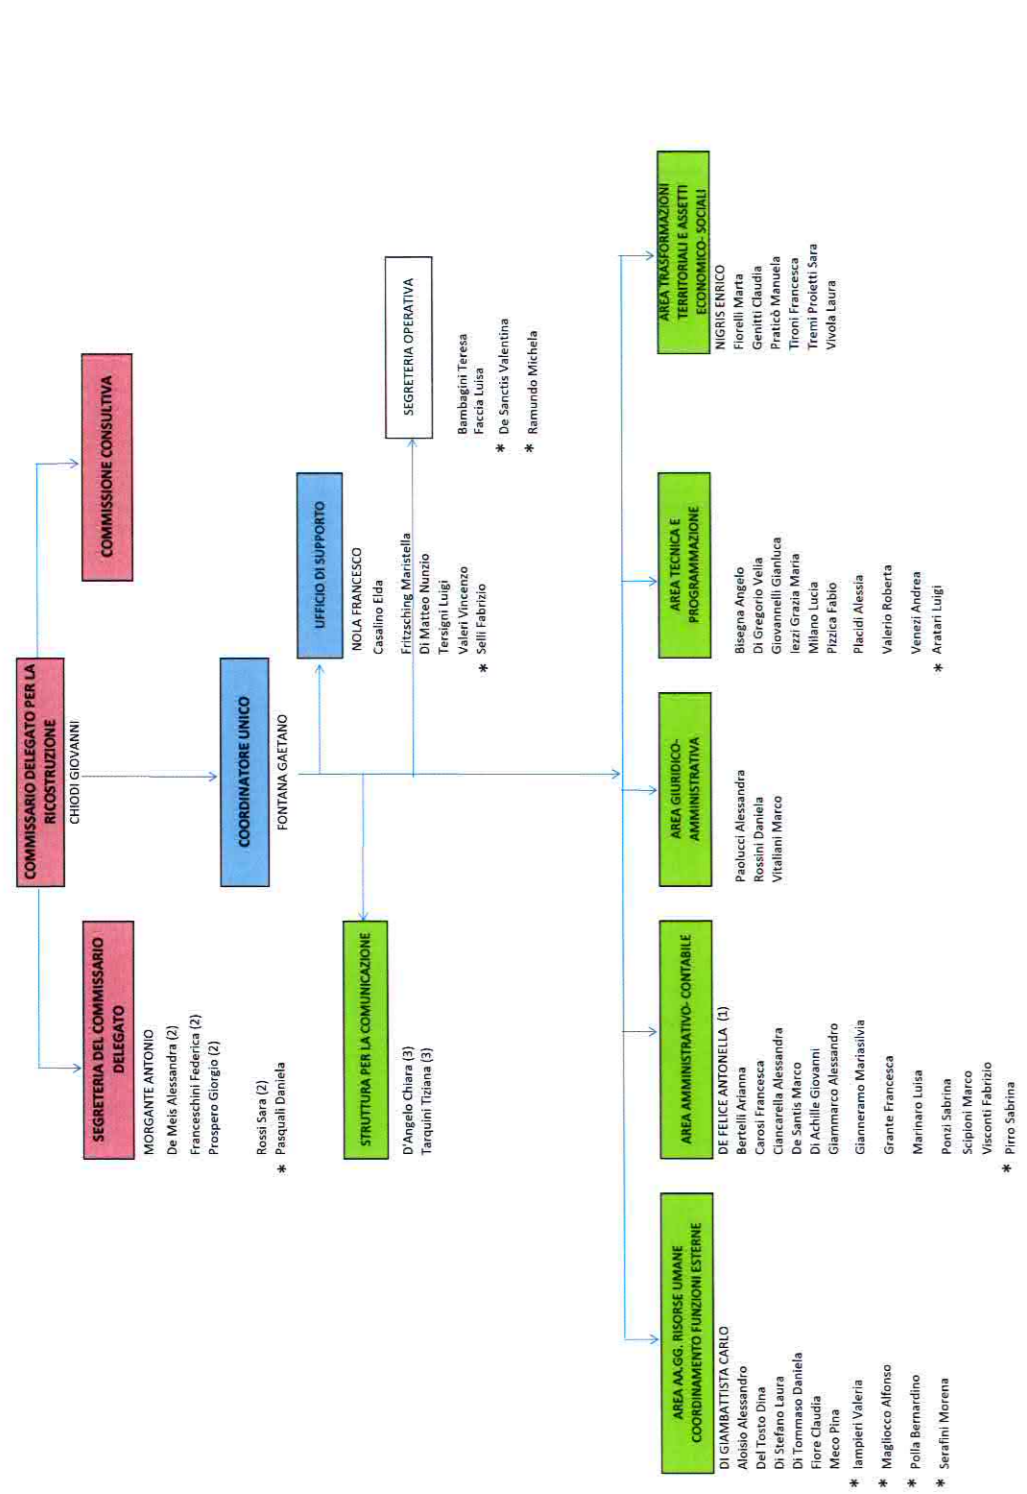 COMMISSARIO DELEGATO PER LA
RICOSTRUZIONE
CHIODI GIOVANNI
SEGRETERIA DEL COMMISSARIO
DELEGATO
MORGANTE ANTONIO
De Meis Alessandra (2)
Franceschini Federica (2)
Prospero Giorgio (2)
Rossi Sara (2)
* Pasquali Daniela
COMMISSIONE CONSULTIVA
COORDINATORE UNICO
FONTANA GAETANO
UFFICIO DI SUPPORTO
NOLA FRANCESCO
Casalino Elda
Fritzsching Maristella
Di Matteo Nunzio
Tersigni Luigi
Valeri Vincenzo
* Selli Fabrizio
STRUTTURA PER LA COMUNICAZIONE
D'Angelo Chiara (3)
Tarquini Tiziana (3)
SEGRETERIA OPERATIVA
Bambagini Teresa
Faccia Luisa
* De Sanctis Valentina
* Ramundo Michela
AREA AA.GG. RISORSE UMANE
COORDINAMENTO FUNZIONI ESTERNE
DI GIAMBATTISTA CARLO
Aloisio Alessandro
Del Tosto Dina
Di Stefano Laura
Di Tommaso Daniela
Fiore Claudia
Meco Pina
* Iampieri Valeria
* Magliocco Alfonso
* Polla Bernardino
* Serafini Morena
AREA AMMINISTRATIVO- CONTABILE
DE FELICE ANTONELLA (1)
Bertelli Arianna
Carosi Francesca
Ciancarella Alessandra
De Santis Marco
Di Achille Giovanni
Giammarco Alessandro
Gianneramo Mariasilvia
Grante Francesca
Marinaro Luisa
Ponzi Sabrina
Scipioni Marco
Visconti Fabrizio
* Pirro Sabrina
AREA GIURIDICO-
AMMINISTRATIVA
Paolucci Alessandra
Rossini Daniela
Vitaliani Marco
AREA TECNICA E
PROGRAMMAZIONE
Bisegna Angelo
Di Gregorio Velia
Giovannelli Gianluca
Iezzi Grazia Maria
Milano Lucia
Pizzica Fabio
Placidi Alessia
Valerio Roberta
Venezi Andrea
* Aratari Luigi
AREA TRASFORMAZIONI
TERRITORIALI E ASSETTI
ECONOMICO- SOCIALI
NIGRIS ENRICO
Fiorelli Marta
Genitti Claudia
Praticò Manuela
Tironi Francesca
Tremi Proietti Sara
Vivola Laura